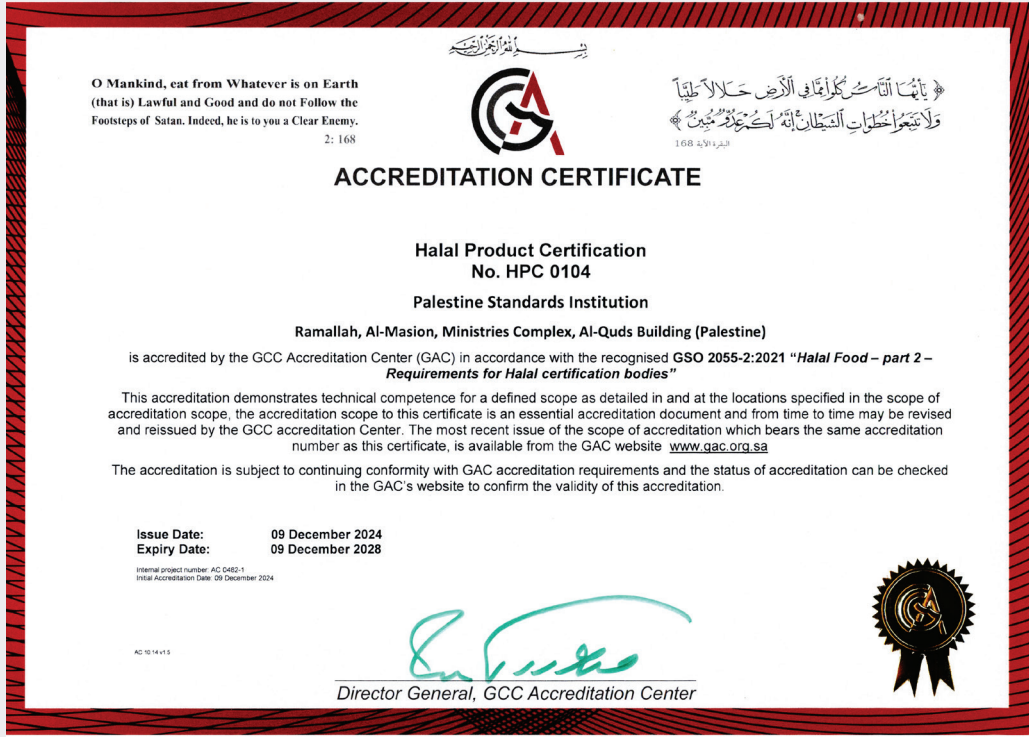 بِسْمِ اللَّهِ الرَّحْمَنِ الرَّحِيمِ
O Mankind, eat from Whatever is on Earth
(that is) Lawful and Good and do not Follow the
Footsteps of Satan. Indeed, he is to you a Clear Enemy.
2: 168
﴿ يَا أَيُّهَا النَّاسُ كُلُوا مِمَّا فِي الْأَرْضِ حَلَالًا طَيِّبًا
وَلَا تَتَّبِعُوا خُطُوَاتِ الشَّيْطَانِ إِنَّهُ لَكُمْ عَدُوٌّ مُبِينٌ ﴾
البقرة الآية 168
ACCREDITATION CERTIFICATE
Halal Product Certification
No. HPC 0104
Palestine Standards Institution
Ramallah, Al-Masion, Ministries Complex, Al-Quds Building (Palestine)
is accredited by the GCC Accreditation Center (GAC) in accordance with the recognised GSO 2055-2:2021 “Halal Food – part 2 –
Requirements for Halal certification bodies”
This accreditation demonstrates technical competence for a defined scope as detailed in and at the locations specified in the scope of
accreditation scope, the accreditation scope to this certificate is an essential accreditation document and from time to time may be revised
and reissued by the GCC accreditation Center. The most recent issue of the scope of accreditation which bears the same accreditation
number as this certificate, is available from the GAC website www.gac.org.sa
The accreditation is subject to continuing conformity with GAC accreditation requirements and the status of accreditation can be checked
in the GAC's website to confirm the validity of this accreditation.
Issue Date: 09 December 2024
Expiry Date: 09 December 2028
Internal project number: AC 0482-1
Initial Accreditation Date: 09 December 2024
AC 10.14 v1.5
Director General, GCC Accreditation Center